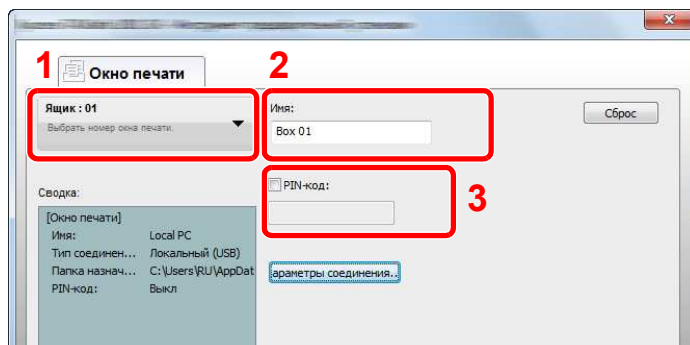 1
Окно печати
2
Ящик : 01
Выбрать номер окна печати.
Имя:
Box 01
Сброс
PIN-код:
3
Сводка:
[Окно печати]
Имя: Local PC
Тип соединен... Локальный (USB)
Папка назнач... C:\Users\RU\AppDat
PIN-код: Выкл
араметры соединения..